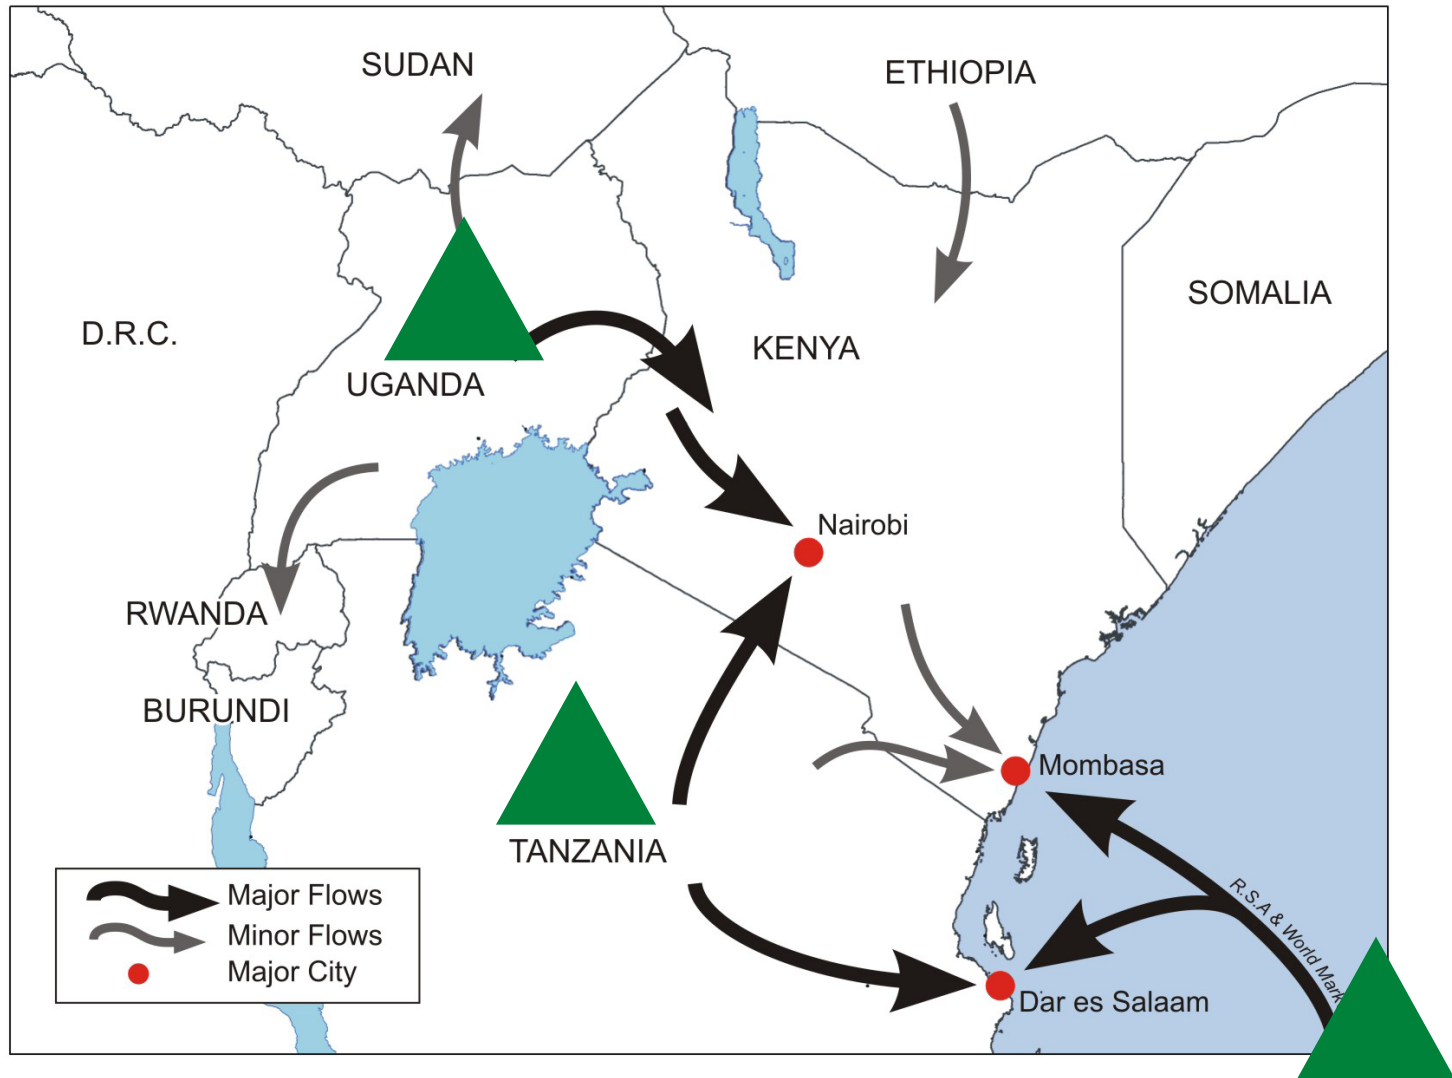 SUDAN
ETHIOPIA
SOMALIA
D.R.C.
KENYA
UGANDA
Nairobi
RWANDA
BURUNDI
Mombasa
TANZANIA
R.S.A & World
Dar es Salaam
Major Flows
Minor Flows
Major City